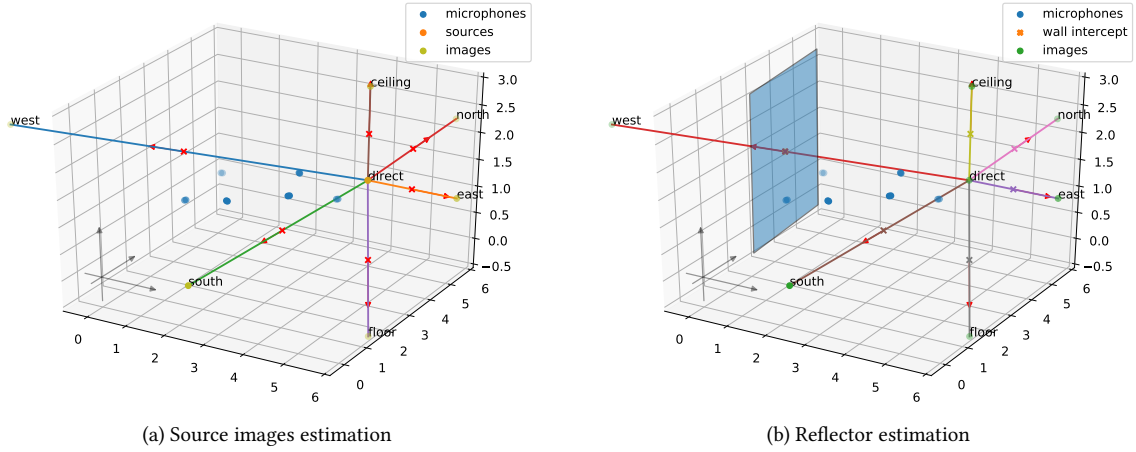 microphones
sources
images
ceiling
north
west
direct
east
south
floor
3.0
2.5
2.0
1.5
1.0
0.5
0.0
−0.5
0
1
2
3
4
5
6
0
1
2
3
4
5
6
(a) Source images estimation
microphones
wall intercept
images
ceiling
north
west
direct
east
south
floor
3.0
2.5
2.0
1.5
1.0
0.5
0.0
−0.5
0
1
2
3
4
5
6
0
1
2
3
4
5
6
(b) Reflector estimation